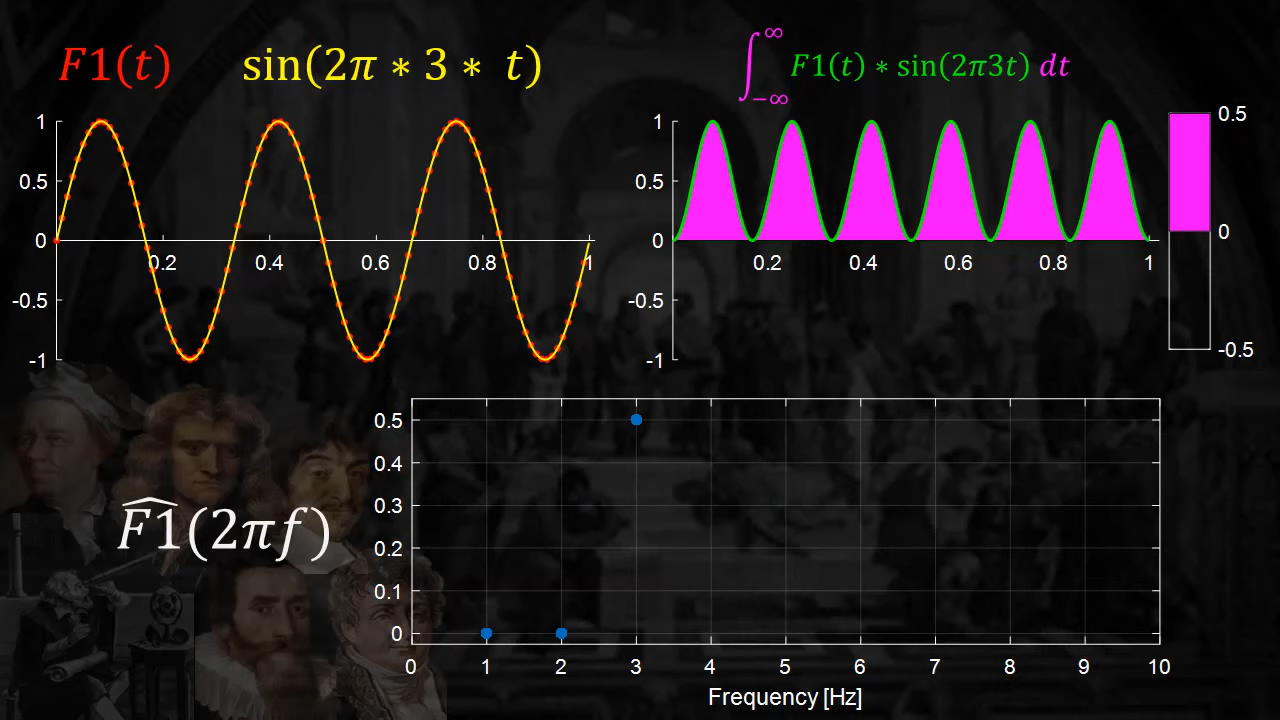 F1(t) sin(2π ∗ 3 ∗ t)
∫_{−∞}^{∞} F1(t) ∗ sin(2π3t) dt
1
0.5
0
-0.5
-1
0.2 0.4 0.6 0.8 1
1
0.5
0
-0.5
-1
0.2 0.4 0.6 0.8 1
0.5
0
-0.5
\widehat{F1}(2πf)
0.5
0.4
0.3
0.2
0.1
0
0 1 2 3 4 5 6 7 8 9 10
Frequency [Hz]